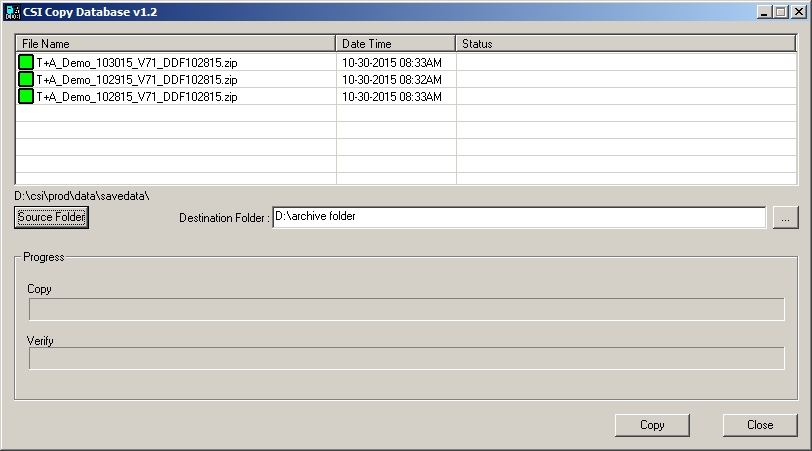 CSI Copy Database v1.2
File Name Date Time Status
T+A_Demo_103015_V71_DDF102815.zip 10-30-2015 08:33AM
T+A_Demo_102915_V71_DDF102815.zip 10-30-2015 08:32AM
T+A_Demo_102815_V71_DDF102815.zip 10-30-2015 08:33AM
D:\csi\prod\data\savedata\
Source Folder Destination Folder : D:\archive folder ...
Progress
Copy
Verify
Copy Close